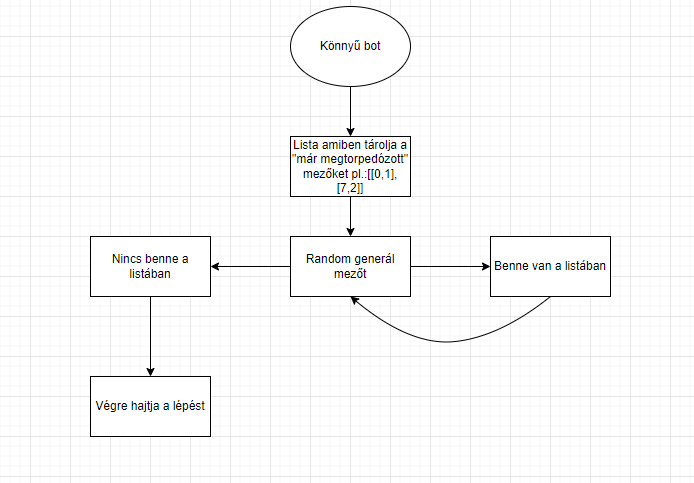 Könnyű bot
Lista amiben tárolja a
"már megtorpedózott"
mezőket pl.:[[0,1],
[7,2]]
Nincs benne a
listában
Random generál
mezőt
Benne van a listában
Végre hajtja a lépést